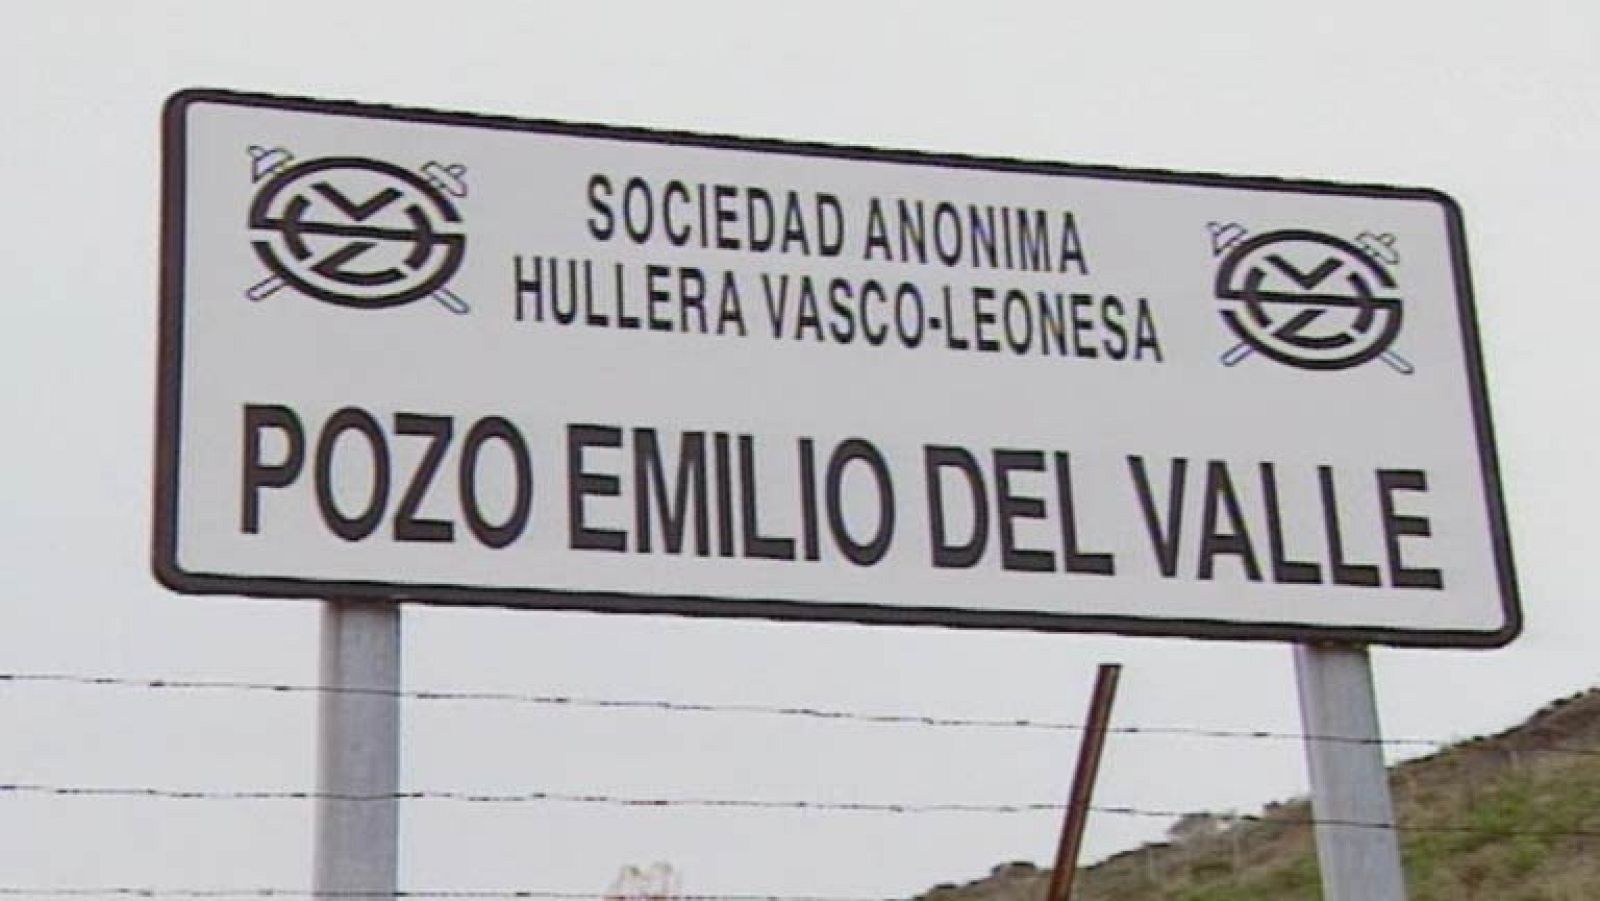 SOCIEDAD ANONIMA
HULLERA VASCO-LEONESA
POZO EMILIO DEL VALLE